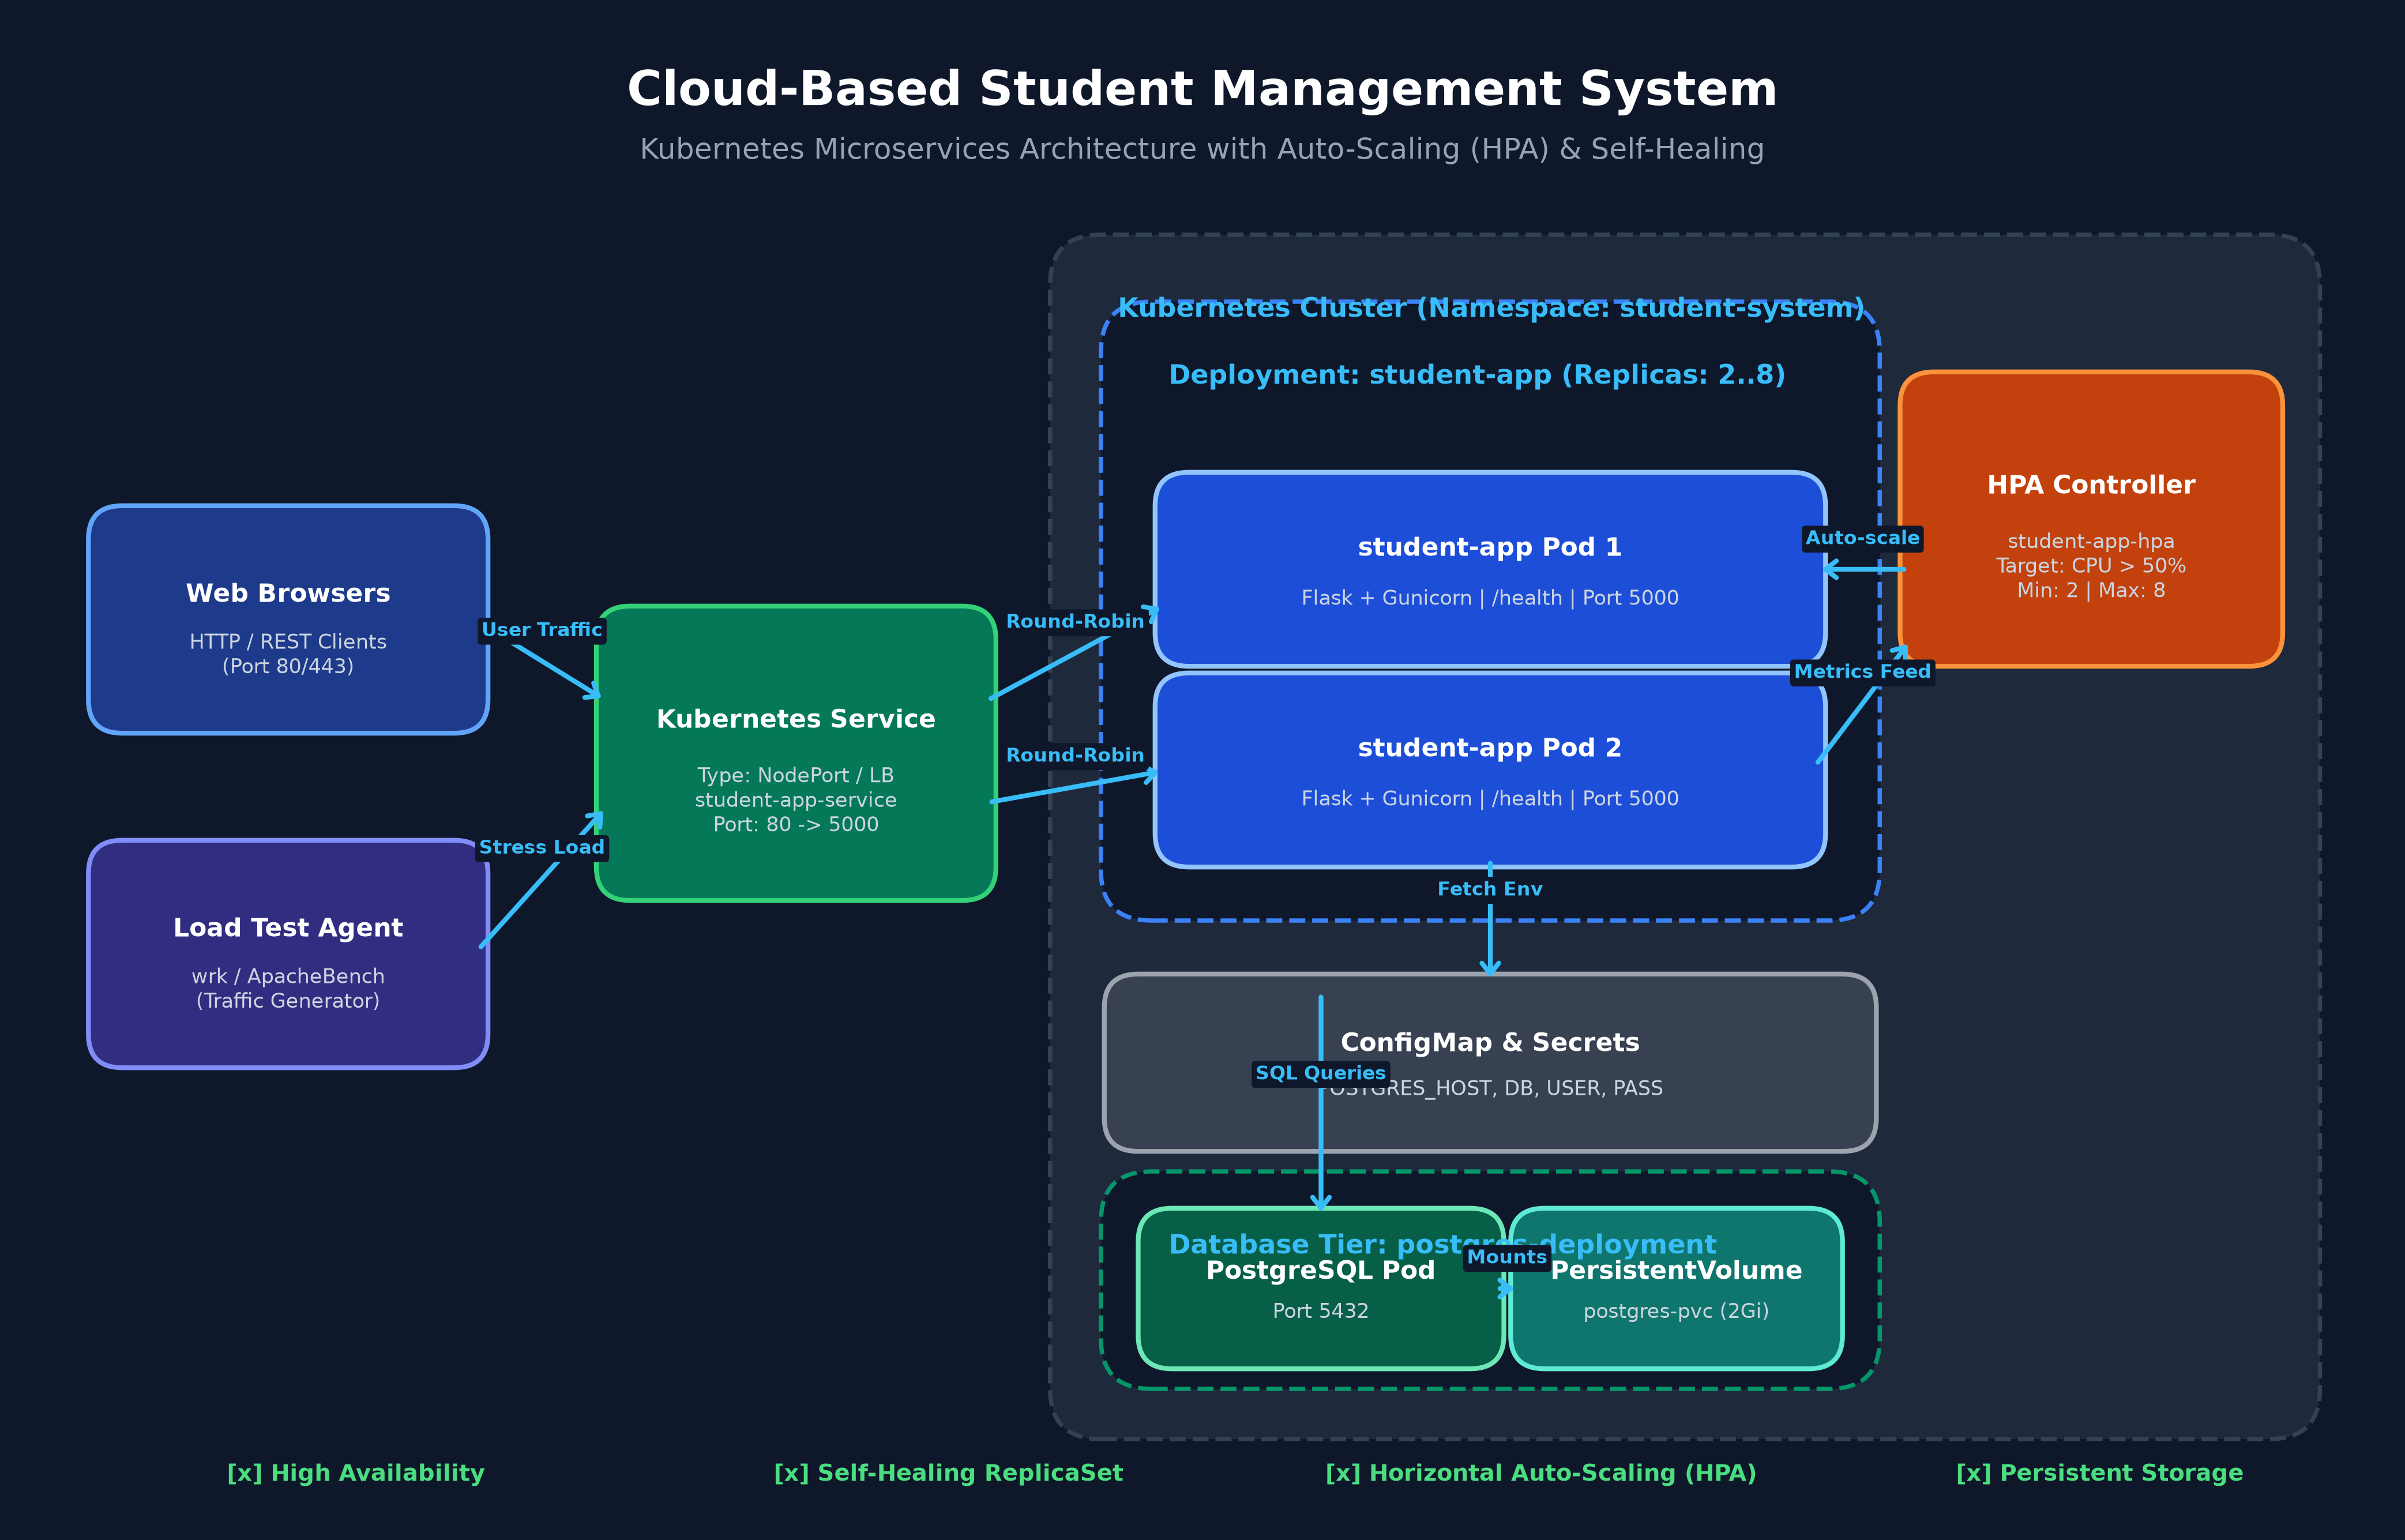 Cloud-Based Student Management System
Kubernetes Microservices Architecture with Auto-Scaling (HPA) & Self-Healing
Kubernetes Cluster (Namespace: student-system)
Deployment: student-app (Replicas: 2..8)
Web Browsers
HTTP / REST Clients
(Port 80/443)
User Traffic
Load Test Agent
wrk / ApacheBench
(Traffic Generator)
Stress Load
Kubernetes Service
Type: NodePort / LB
student-app-service
Port: 80 -> 5000
Round-Robin
Round-Robin
student-app Pod 1
Flask + Gunicorn | /health | Port 5000
student-app Pod 2
Flask + Gunicorn | /health | Port 5000
Auto-scale
Metrics Feed
HPA Controller
student-app-hpa
Target: CPU > 50%
Min: 2 | Max: 8
Fetch Env
ConfigMap & Secrets
SQL Queries
POSTGRES_HOST, DB, USER, PASS
Database Tier: postgres-deployment
Mounts
PostgreSQL Pod
Port 5432
PersistentVolume
postgres-pvc (2Gi)
[x] High Availability
[x] Self-Healing ReplicaSet
[x] Horizontal Auto-Scaling (HPA)
[x] Persistent Storage